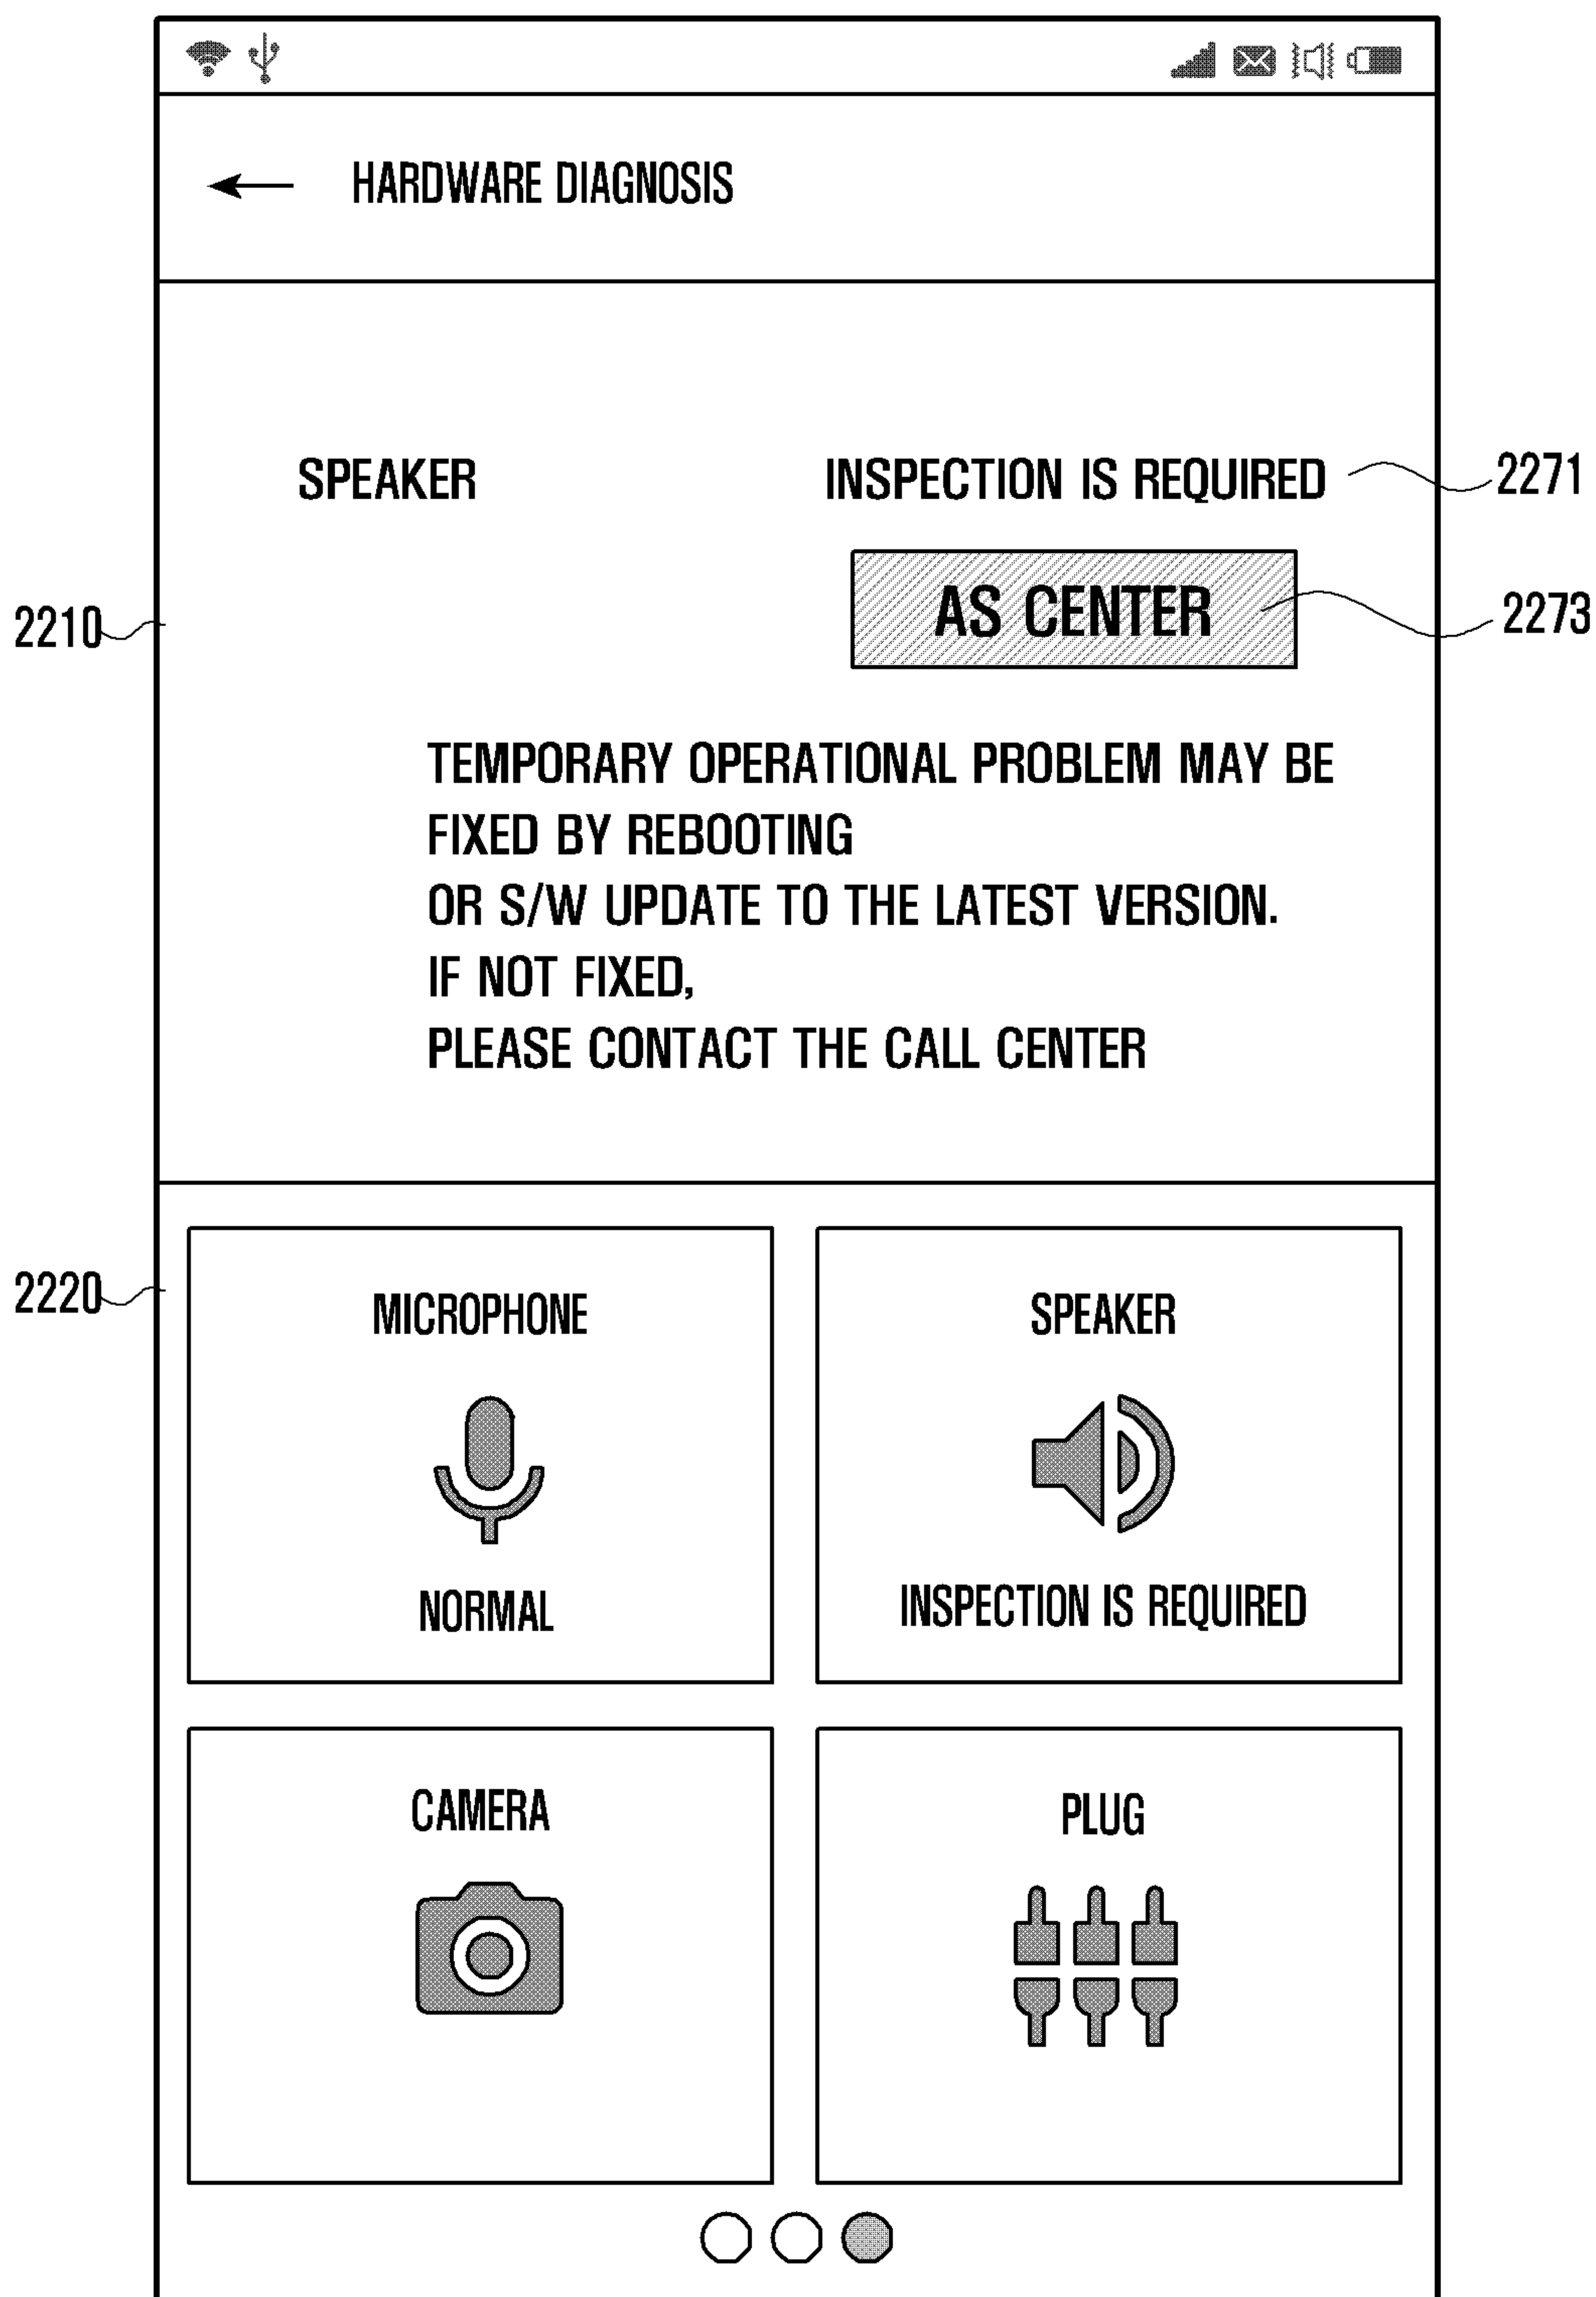 HARDWARE DIAGNOSIS
SPEAKER
INSPECTION IS REQUIRED
2271
AS CENTER
2273
2210
TEMPORARY OPERATIONAL PROBLEM MAY BE
FIXED BY REBOOTING
OR S/W UPDATE TO THE LATEST VERSION.
IF NOT FIXED,
PLEASE CONTACT THE CALL CENTER
2220
MICROPHONE
NORMAL
SPEAKER
INSPECTION IS REQUIRED
CAMERA
PLUG